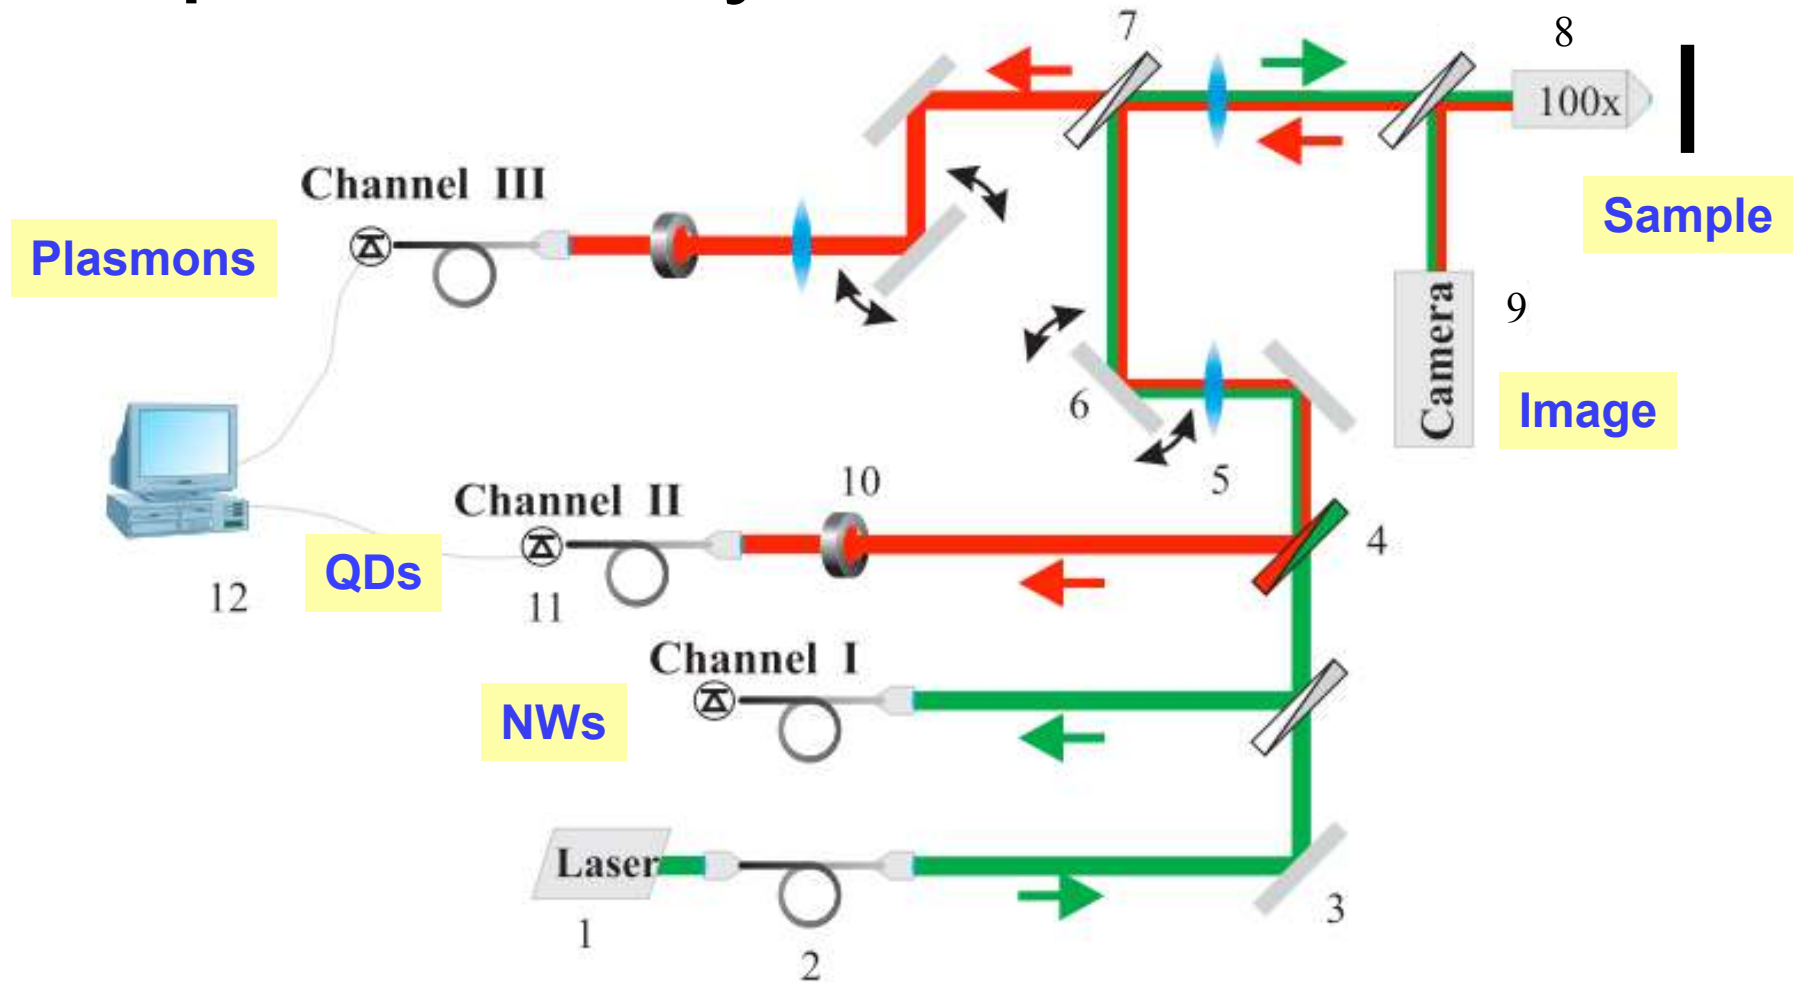 7
8
100x
Channel III
Sample
Plasmons
9
Camera
6
Image
5
10
Channel II
4
QDs
12
11
Channel I
NWs
Laser
3
1
2